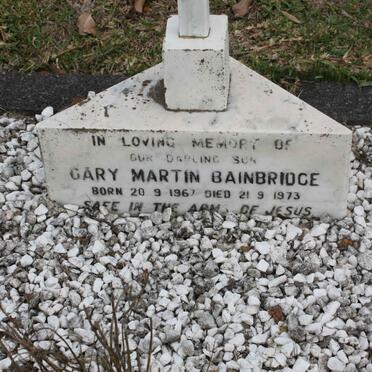 IN LOVING MEMORY OF
OUR DARLING SON
GARY MARTIN BAINBRIDGE
BORN 20 9 1967 DIED 21 9 1973
SAFE IN THE ARMS OF JESUS